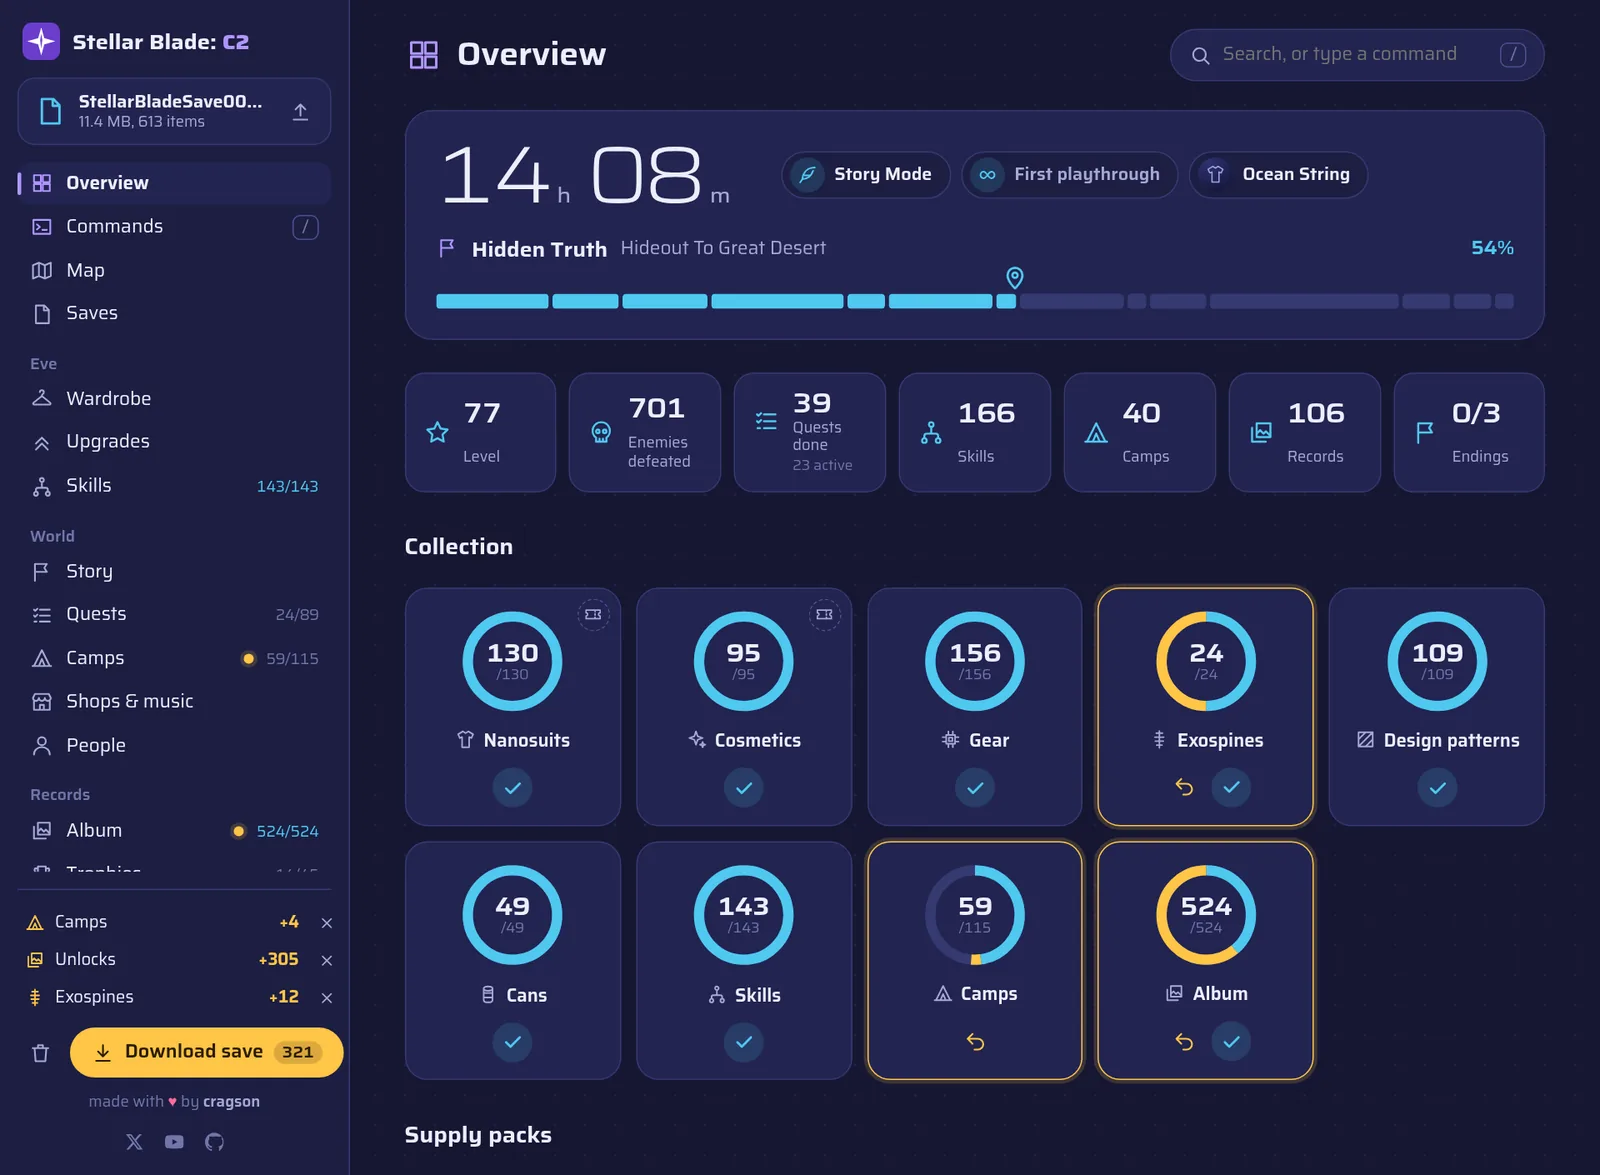 Stellar Blade: C2
StellarBladeSave00...
11.4 MB, 613 items
Overview
Commands /
Map
Saves
Eve
Wardrobe
Upgrades
Skills 143/143
World
Story
Quests 24/89
Camps 59/115
Shops & music
People
Records
Album 524/524
Camps +4
Unlocks +305
Exospines +12
Download save 321
made with ♥ by cragson
Overview
Search, or type a command /
14 h 08 m
Story Mode
First playthrough
Ocean String
Hidden Truth Hideout To Great Desert 54%
77
Level
701
Enemies
defeated
39
Quests
done
23 active
166
Skills
40
Camps
106
Records
0/3
Endings
Collection
130
/130
Nanosuits
95
/95
Cosmetics
156
/156
Gear
24
/24
Exospines
109
/109
Design patterns
49
/49
Cans
143
/143
Skills
59
/115
Camps
524
/524
Album
Supply packs